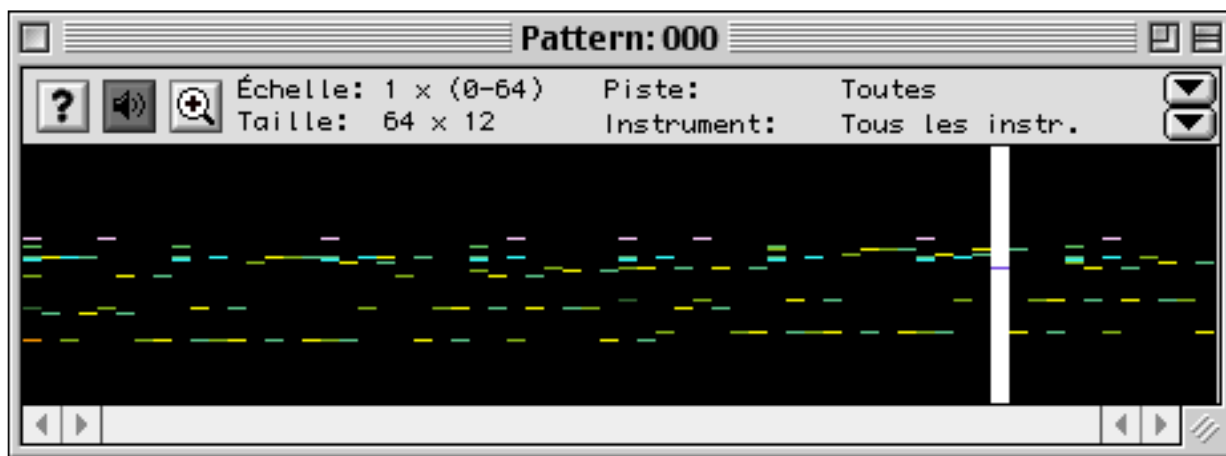 Pattern: 000
? Échelle: 1 x (0-64) Piste: Toutes
Taille: 64 x 12 Instrument: Tous les instr.